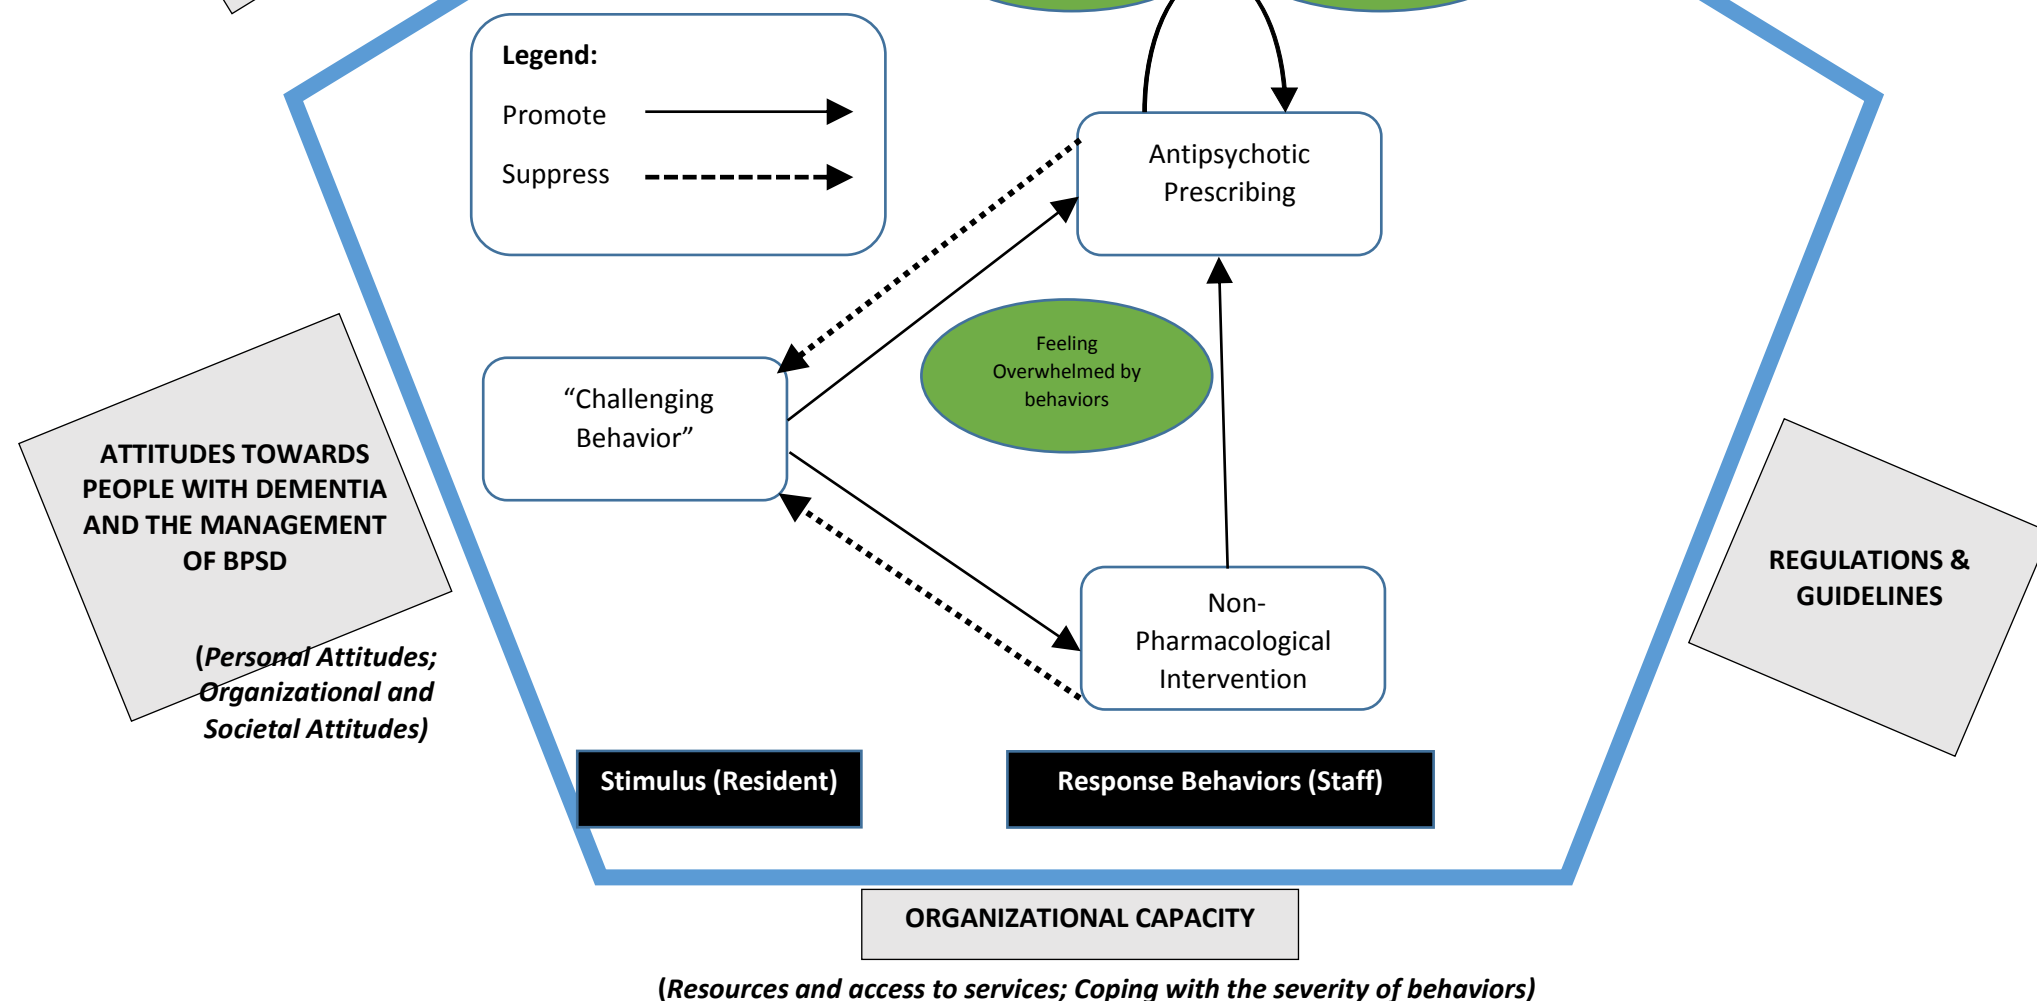 Legend:
Promote
Suppress
Antipsychotic
Prescribing
Feeling
Overwhelmed by
behaviors
“Challenging
Behavior”
ATTITUDES TOWARDS
PEOPLE WITH DEMENTIA
AND THE MANAGEMENT
OF BPSD
(Personal Attitudes;
Organizational and
Societal Attitudes)
REGULATIONS &
GUIDELINES
Non-
Pharmacological
Intervention
Stimulus (Resident)
Response Behaviors (Staff)
ORGANIZATIONAL CAPACITY
(Resources and access to services; Coping with the severity of behaviors)